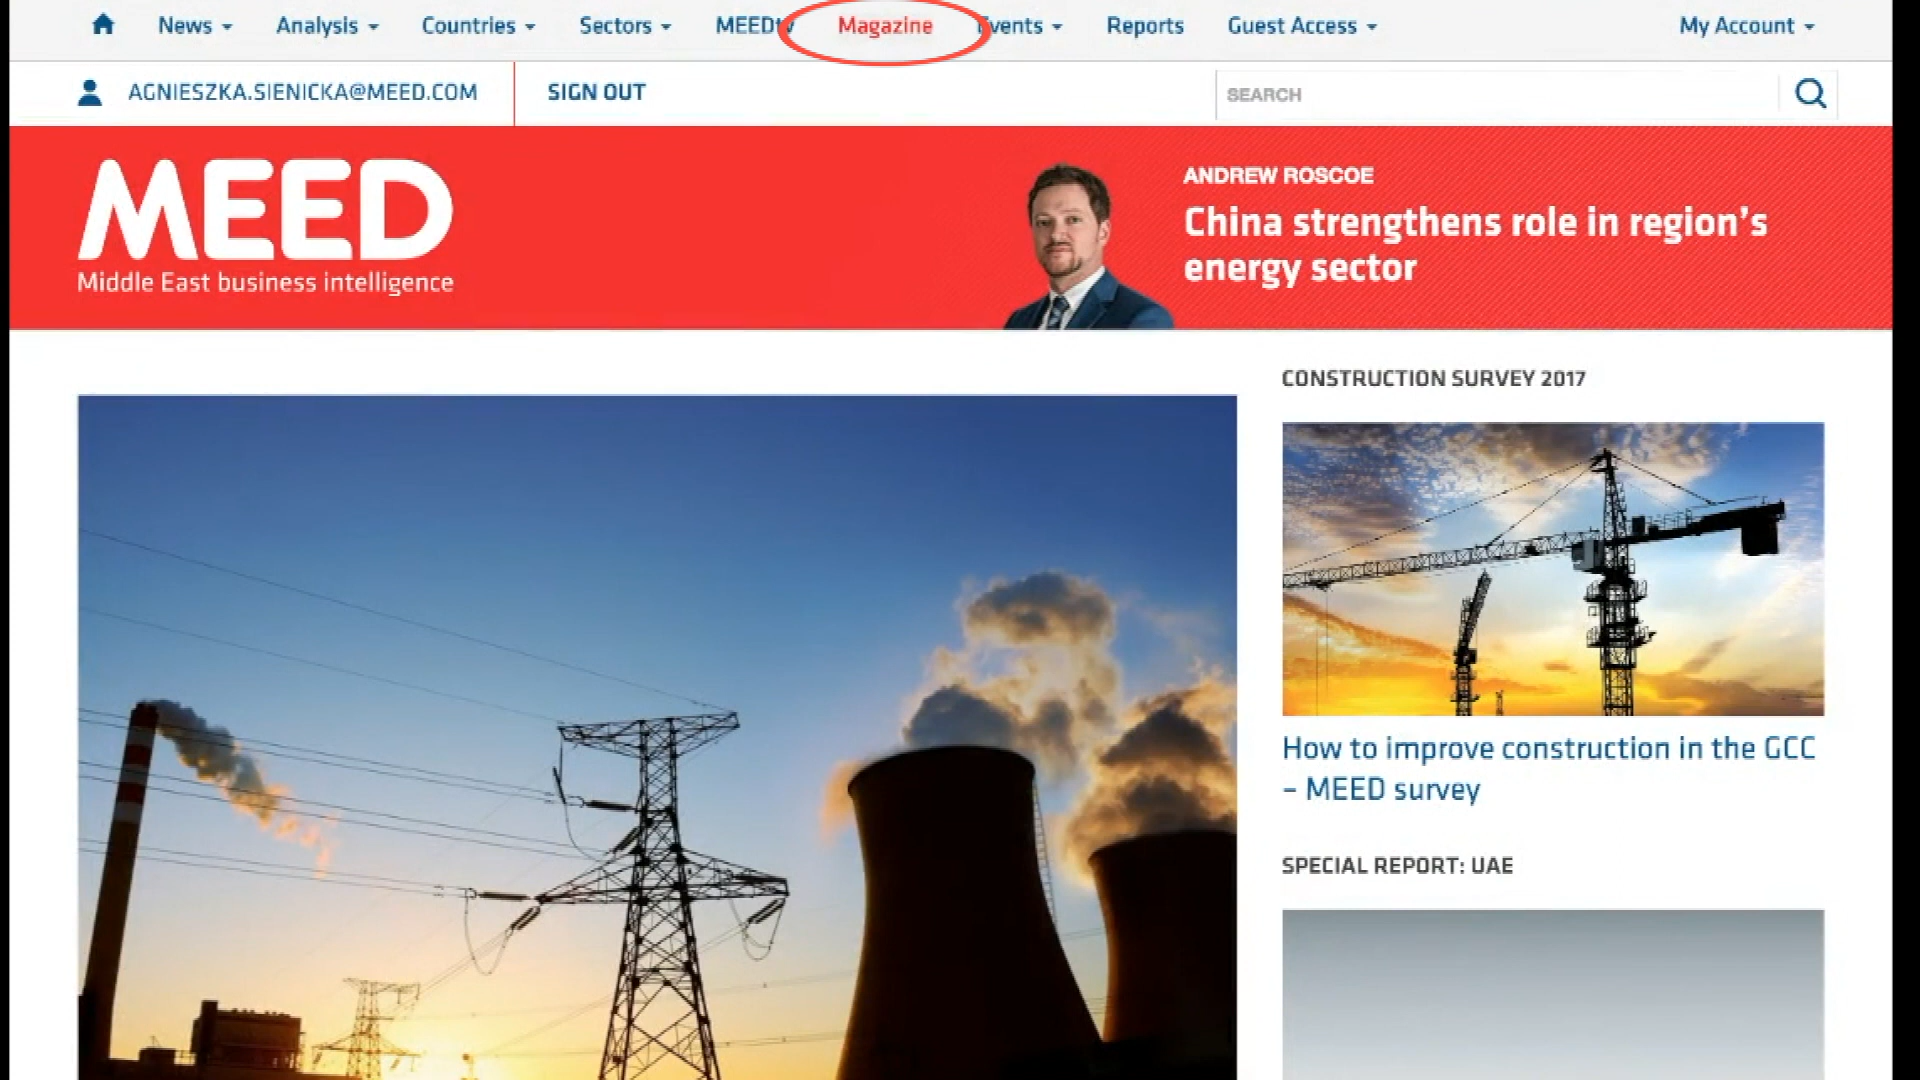 News Analysis Countries Sectors MEEDtv Magazine Events Reports Guest Access My Account
AGNIESZKA.SIENICKA@MEED.COM SIGN OUT SEARCH
MEED
Middle East business intelligence
ANDREW ROSCOE
China strengthens role in region's
energy sector
CONSTRUCTION SURVEY 2017
How to improve construction in the GCC
– MEED survey
SPECIAL REPORT: UAE